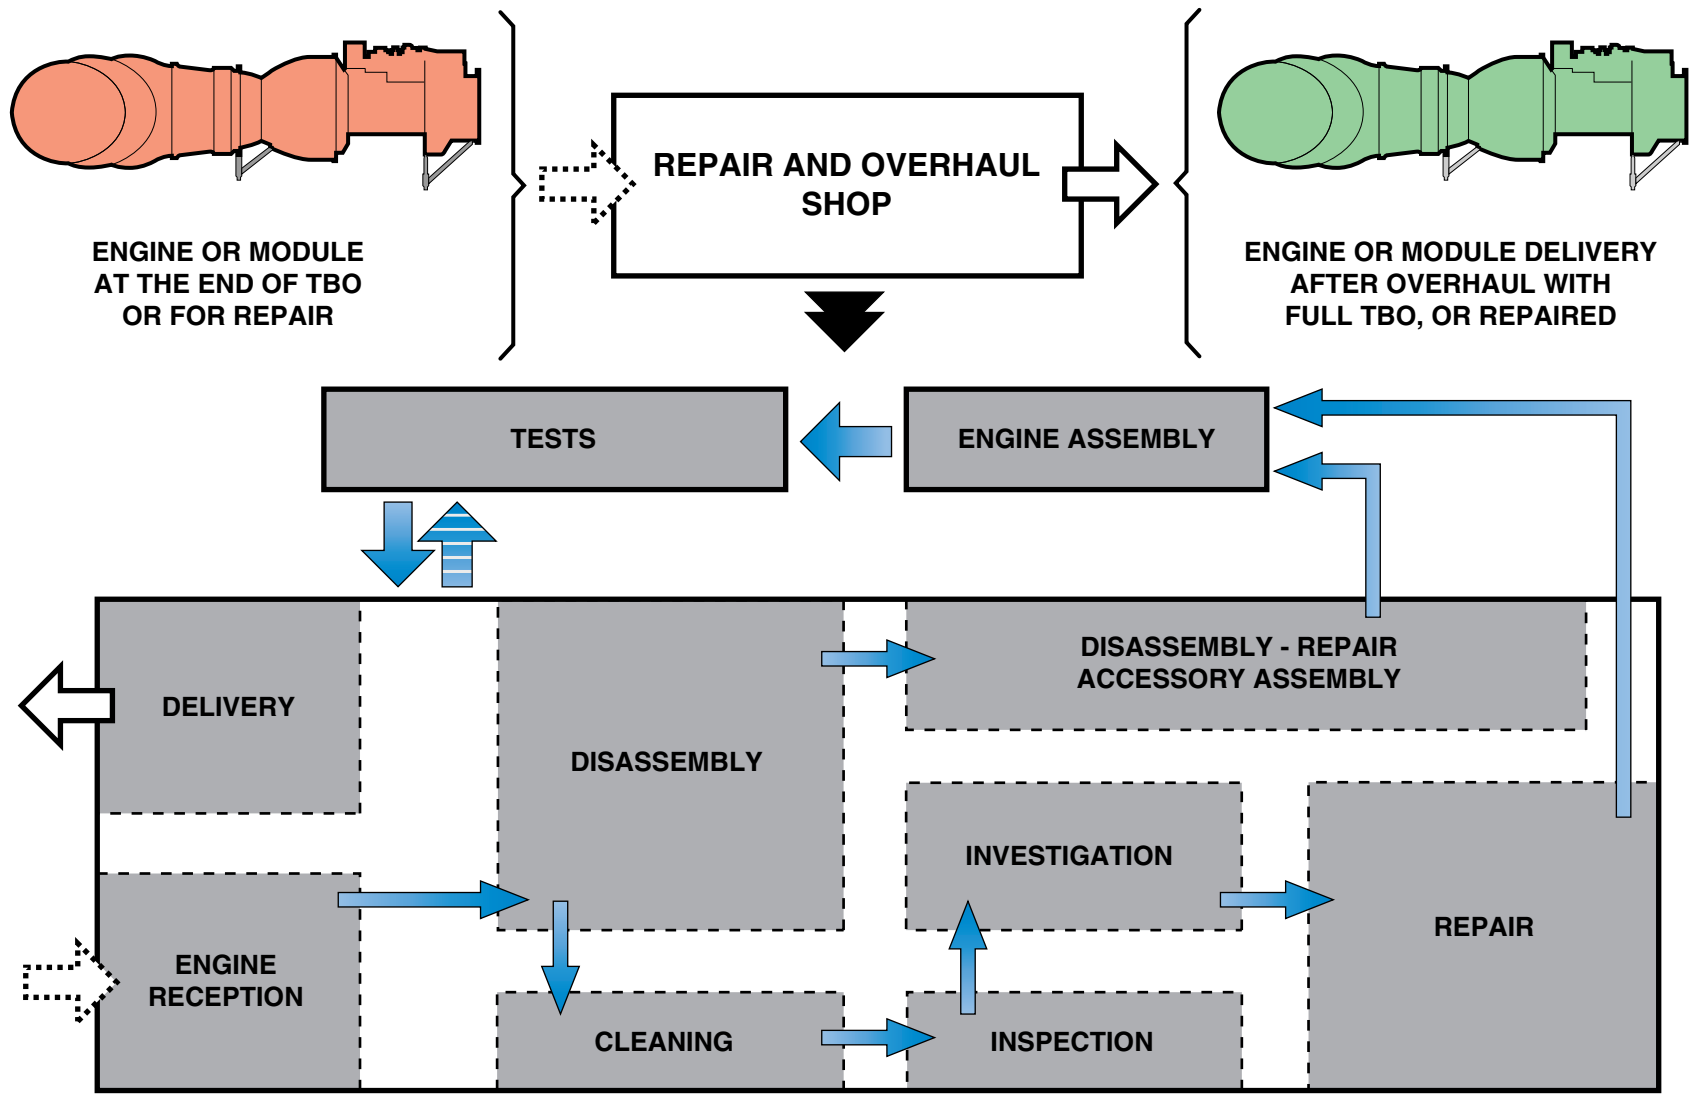 REPAIR AND OVERHAUL
SHOP
ENGINE OR MODULE
AT THE END OF TBO
OR FOR REPAIR
ENGINE OR MODULE DELIVERY
AFTER OVERHAUL WITH
FULL TBO, OR REPAIRED
TESTS
ENGINE ASSEMBLY
DELIVERY
DISASSEMBLY
DISASSEMBLY - REPAIR
ACCESSORY ASSEMBLY
INVESTIGATION
REPAIR
ENGINE
RECEPTION
CLEANING
INSPECTION